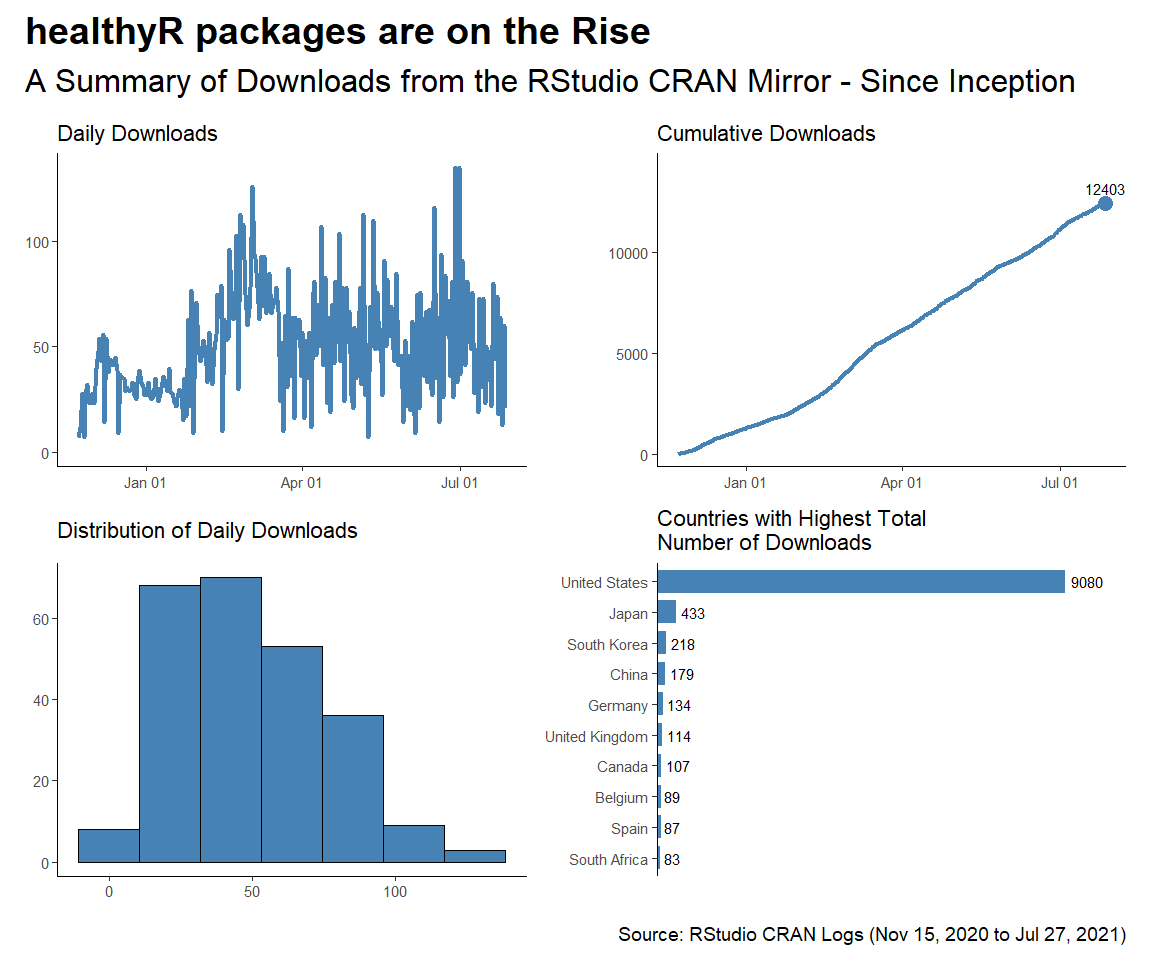 healthyR packages are on the Rise
A Summary of Downloads from the RStudio CRAN Mirror - Since Inception
Daily Downloads
100
50
0
Jan 01
Apr 01
Jul 01
Cumulative Downloads
12403
10000
5000
0
Jan 01
Apr 01
Jul 01
Distribution of Daily Downloads
60
40
20
0
0
50
100
Countries with Highest Total
Number of Downloads
United States 9080
Japan 433
South Korea 218
China 179
Germany 134
United Kingdom 114
Canada 107
Belgium 89
Spain 87
South Africa 83
Source: RStudio CRAN Logs (Nov 15, 2020 to Jul 27, 2021)